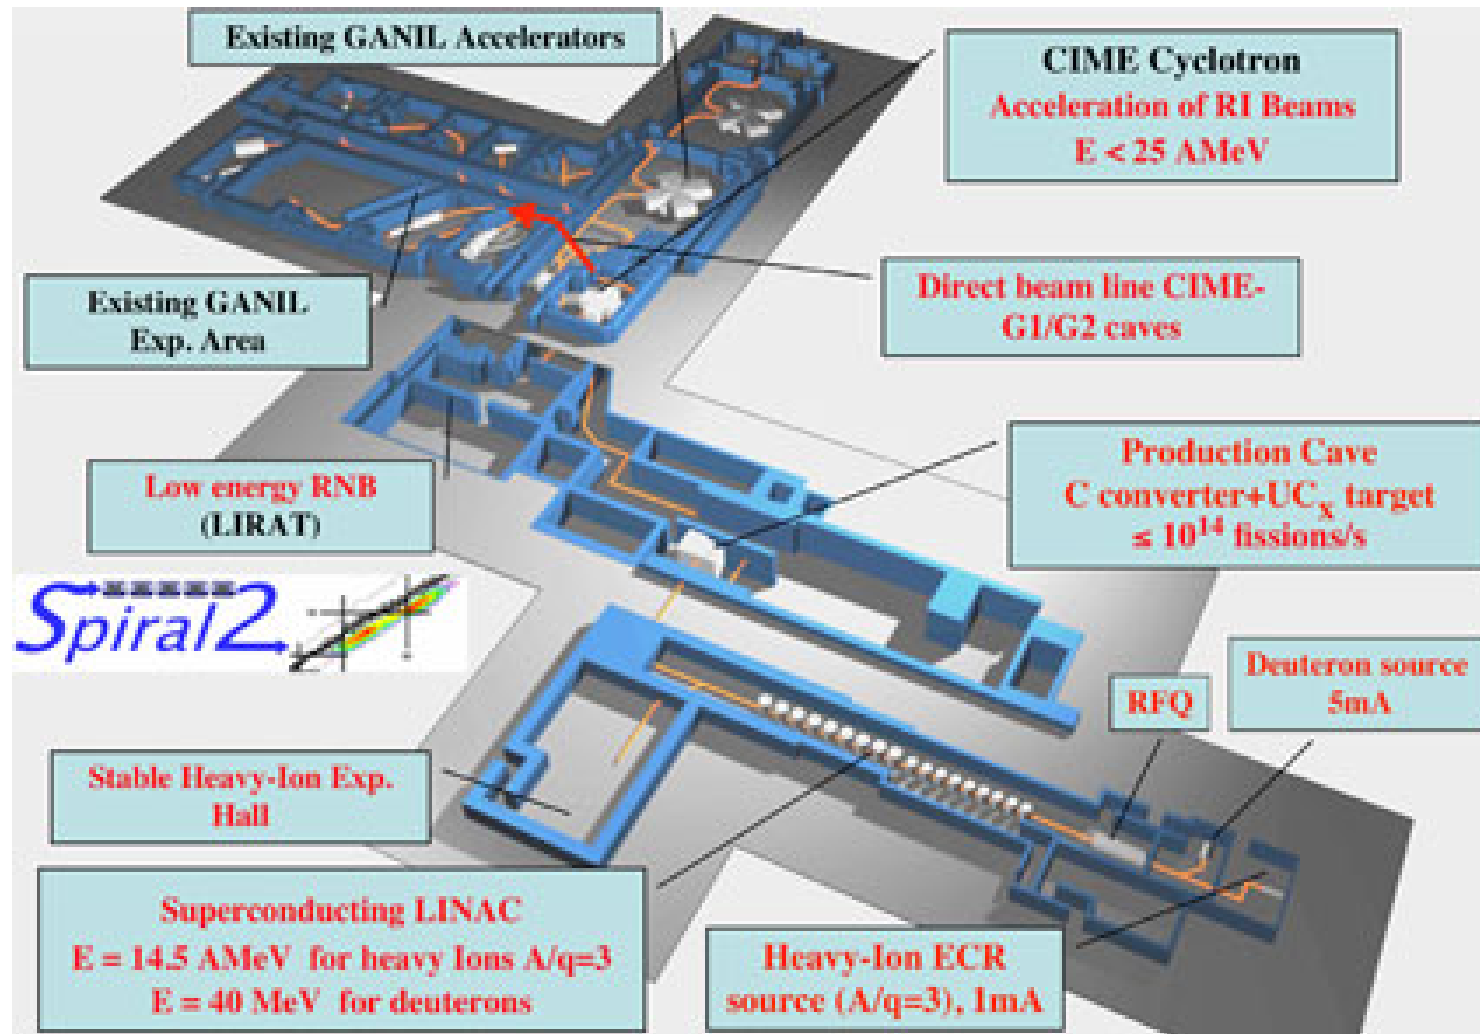 Existing GANIL Accelerators
CIME Cyclotron
Acceleration of RI Beams
E < 25 AMeV
Direct beam line CIME-
G1/G2 caves
Existing GANIL
Exp. Area
Low energy RNB
(LIRAT)
Production Cave
C converter+UCx target
≤ 10¹⁴ fissions/s
Spiral2
RFQ
Deuteron source
5mA
Stable Heavy-Ion Exp.
Hall
Superconducting LINAC
E = 14.5 AMeV for heavy Ions A/q=3
E = 40 MeV for deuterons
Heavy-Ion ECR
source (A/q=3), 1mA